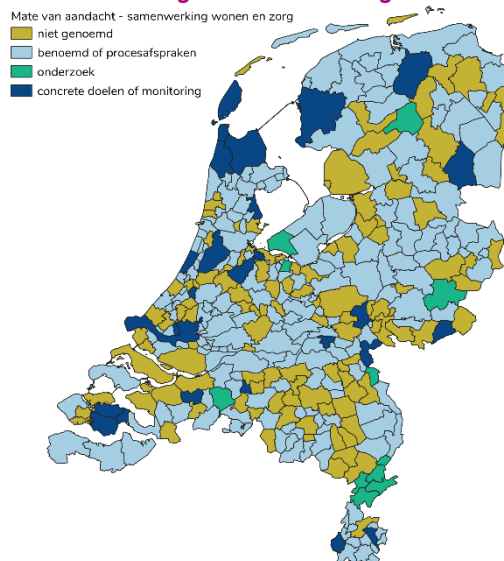 Mate van aandacht - samenwerking wonen en zorg
niet genoemd
benoemd of procesafspraken
onderzoek
concrete doelen of monitoring